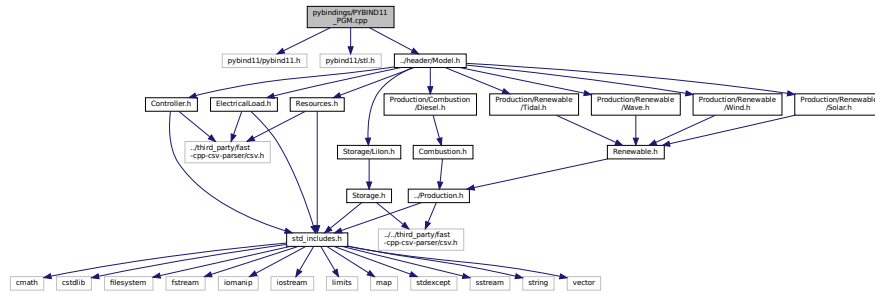 pybindings/PYBIND11
_PGM.cpp
pybind11/pybind11.h
pybind11/stl.h
../header/Model.h
Controller.h
ElectricalLoad.h
Resources.h
Production/Combustion
/Diesel.h
Production/Renewable
/Tidal.h
Production/Renewable
/Wave.h
Production/Renewable
/Wind.h
Production/Renewable
/Solar.h
../third_party/fast
-cpp-csv-parser/csv.h
Storage/LiIon.h
Combustion.h
Renewable.h
Storage.h
../Production.h
std_includes.h
../../third_party/fast
-cpp-csv-parser/csv.h
cmath
cstdlib
filesystem
fstream
iomanip
iostream
limits
map
stdexcept
sstream
string
vector